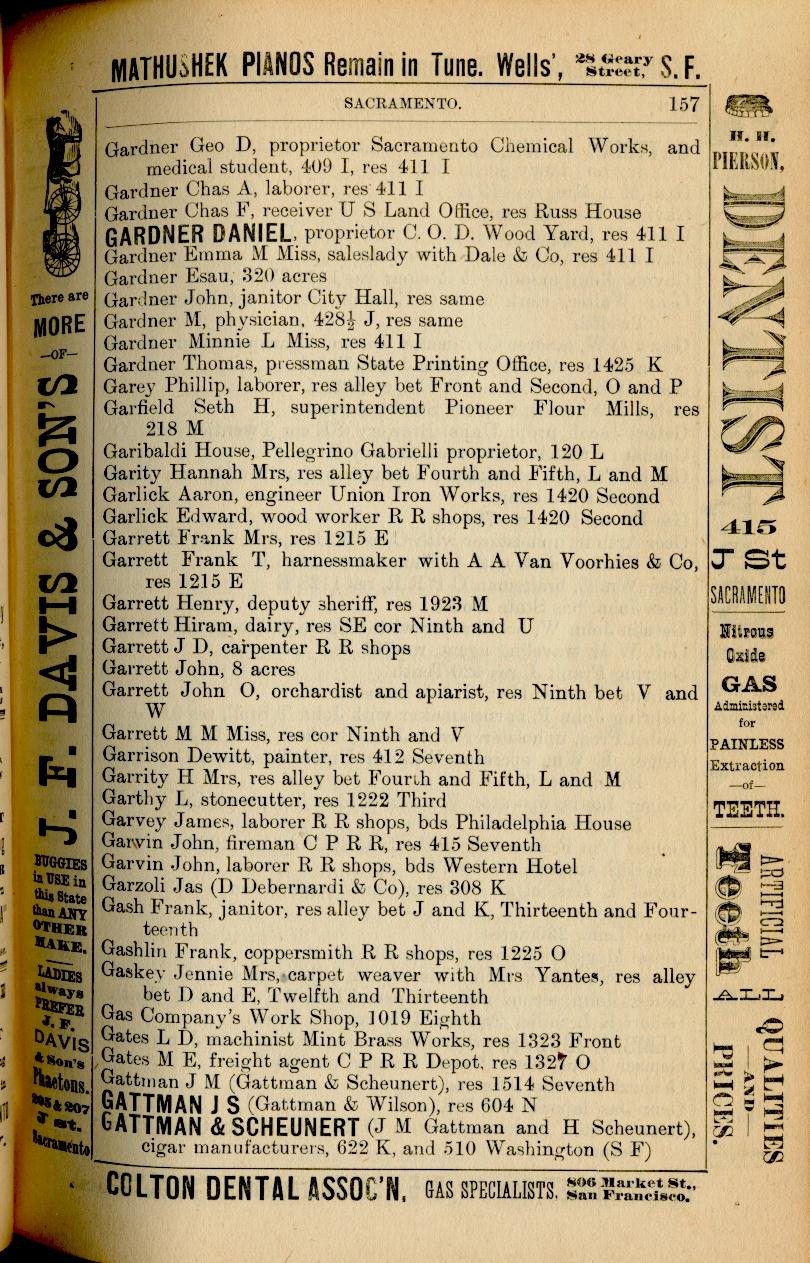 MATHUSHEK PIANOS Remain in Tune. Wells', 28 Geary Street, S. F.
SACRAMENTO. 157
Gardner Geo D, proprietor Sacramento Chemical Works, and
medical student, 409 I, res 411 I
Gardner Chas A, laborer, res 411 I
Gardner Chas F, receiver U S Land Office, res Russ House
GARDNER DANIEL, proprietor C. O. D. Wood Yard, res 411 I
Gardner Emma M Miss, saleslady with Dale & Co, res 411 I
Gardner Esau, 320 acres
Gardner John, janitor City Hall, res same
Gardner M, physician, 428½ J, res same
Gardner Minnie L Miss, res 411 I
Gardner Thomas, pressman State Printing Office, res 1425 K
Garey Phillip, laborer, res alley bet Front and Second, O and P
Garfield Seth H, superintendent Pioneer Flour Mills, res
218 M
Garibaldi House, Pellegrino Gabrielli proprietor, 120 L
Garity Hannah Mrs, res alley bet Fourth and Fifth, L and M
Garlick Aaron, engineer Union Iron Works, res 1420 Second
Garlick Edward, wood worker R R shops, res 1420 Second
Garrett Frank Mrs, res 1215 E
Garrett Frank T, harnessmaker with A A Van Voorhies & Co,
res 1215 E
Garrett Henry, deputy sheriff, res 1923 M
Garrett Hiram, dairy, res SE cor Ninth and U
Garrett J D, carpenter R R shops
Garrett John, 8 acres
Garrett John O, orchardist and apiarist, res Ninth bet V and
W
Garrett M M Miss, res cor Ninth and V
Garrison Dewitt, painter, res 412 Seventh
Garrity H Mrs, res alley bet Fourth and Fifth, L and M
Garthy L, stonecutter, res 1222 Third
Garvey James, laborer R R shops, bds Philadelphia House
Garvin John, fireman C P R R, res 415 Seventh
Garvin John, laborer R R shops, bds Western Hotel
Garzoli Jas (D Debernardi & Co), res 308 K
Gash Frank, janitor, res alley bet J and K, Thirteenth and Four-
teenth
Gashlin Frank, coppersmith R R shops, res 1225 O
Gaskey Jennie Mrs, carpet weaver with Mrs Yantes, res alley
bet D and E, Twelfth and Thirteenth
Gas Company's Work Shop, 1019 Eighth
Gates L D, machinist Mint Brass Works, res 1323 Front
Gates M E, freight agent C P R R Depot, res 1327 O
Gattman J M (Gattman & Scheunert), res 1514 Seventh
GATTMAN J S (Gattman & Wilson), res 604 N
GATTMAN & SCHEUNERT (J M Gattman and H Scheunert),
cigar manufacturers, 622 K, and 510 Washington (S F)
COLTON DENTAL ASSOC'N, GAS SPECIALISTS, 806 Market St., San Francisco.
There are
MORE
—OF—
J. F. DAVIS & SON'S
BUGGIES
in USE in
this State
than ANY
OTHER
MAKE.
LADIES
always
PREFER
J. F.
DAVIS
& Son's
Phaetons.
205 & 207
J St.
Sacramento
H. H.
PIERSON,
DENTIST
415
J St
SACRAMENTO
Nitrous
Oxide
GAS
Administered
for
PAINLESS
Extraction
—of—
TEETH.
ARTIFICIAL
Teeth
ALL
QUALITIES
—AND—
PRICES.